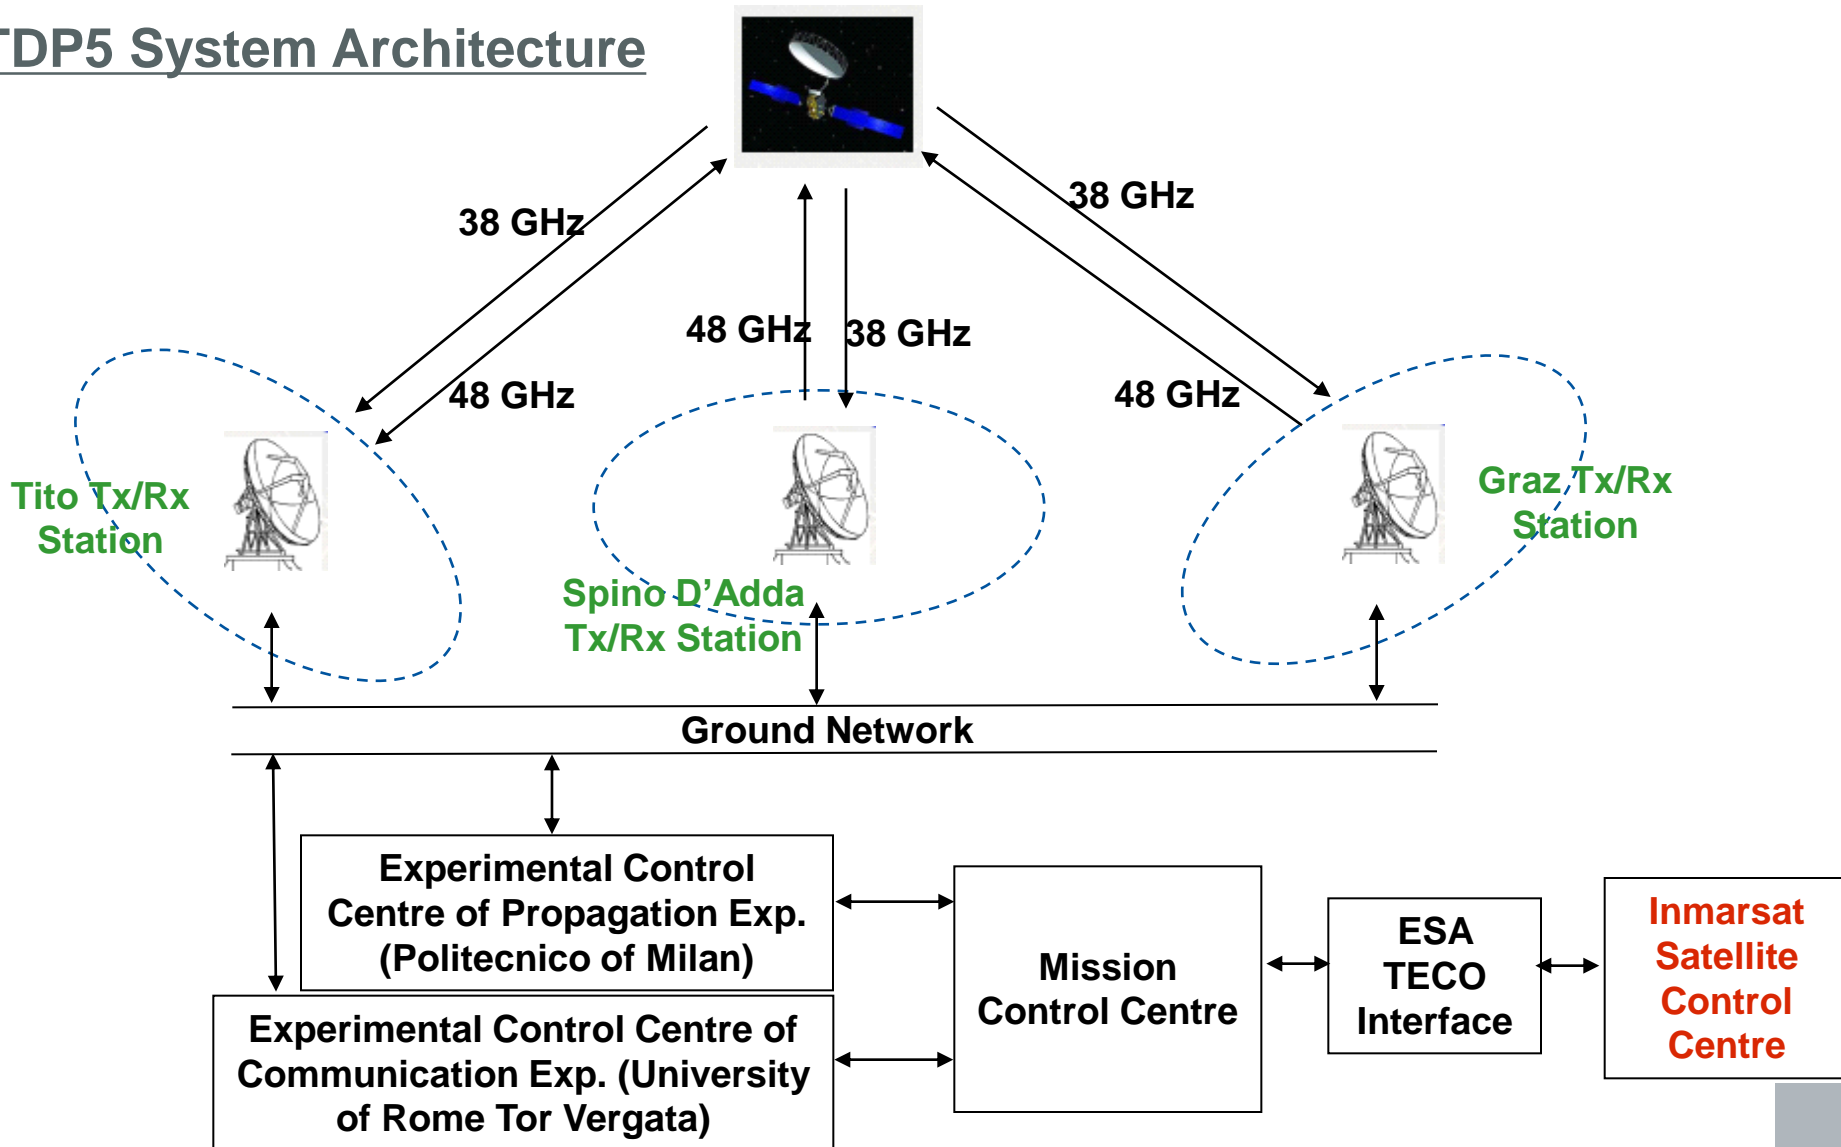 TDP5 System Architecture
38 GHz
38 GHz
48 GHz
38 GHz
48 GHz
48 GHz
Tito Tx/Rx
Station
Graz Tx/Rx
Station
Spino D’Adda
Tx/Rx Station
Ground Network
Experimental Control
Centre of Propagation Exp.
(Politecnico of Milan)
Experimental Control Centre of
Communication Exp. (University
of Rome Tor Vergata)
Mission
Control Centre
ESA
TECO
Interface
Inmarsat
Satellite
Control
Centre